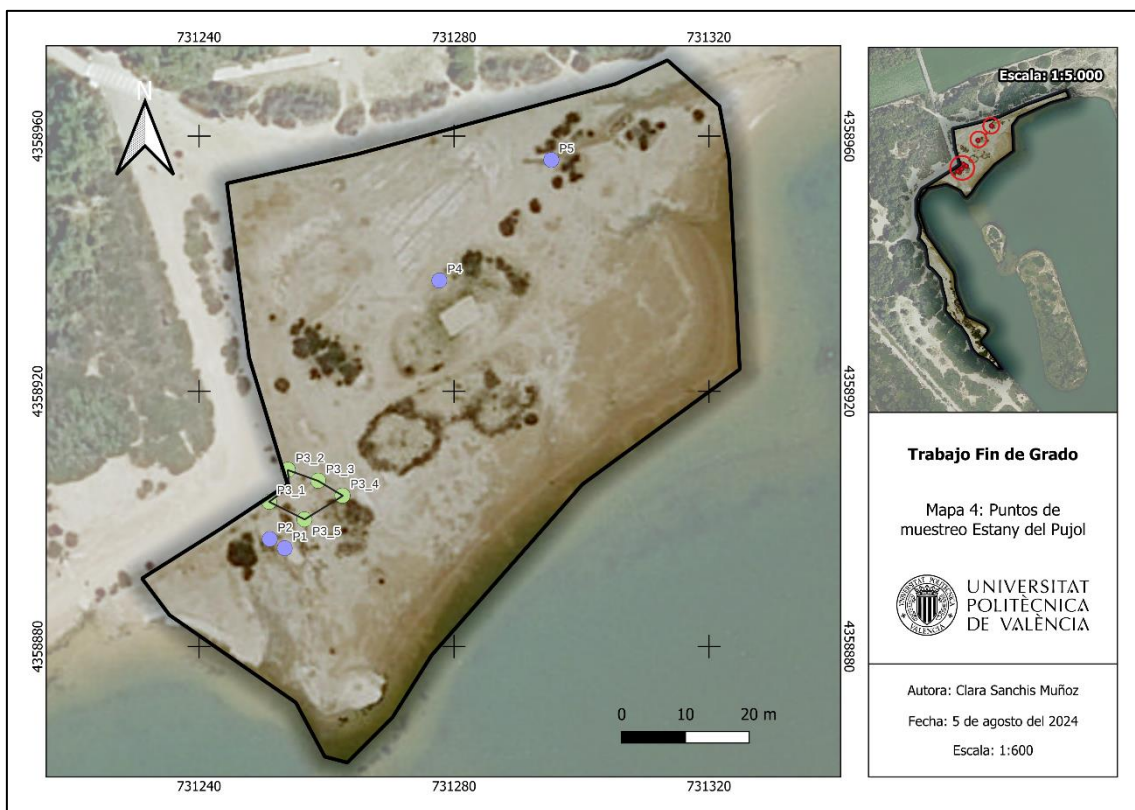 731240
731280
731320
4358960
4358960
N
P5
P4
4358920
4358920
P3_2
P3_3
P3_1
P3_4
P3_5
P2
P1
4358880
4358880
0 10 20 m
731240
731280
731320
Escala: 1:5.000
Trabajo Fin de Grado
Mapa 4: Puntos de
muestreo Estany del Pujol
UNIVERSITAT
POLITÈCNICA
DE VALÈNCIA
Autora: Clara Sanchis Muñoz
Fecha: 5 de agosto del 2024
Escala: 1:600